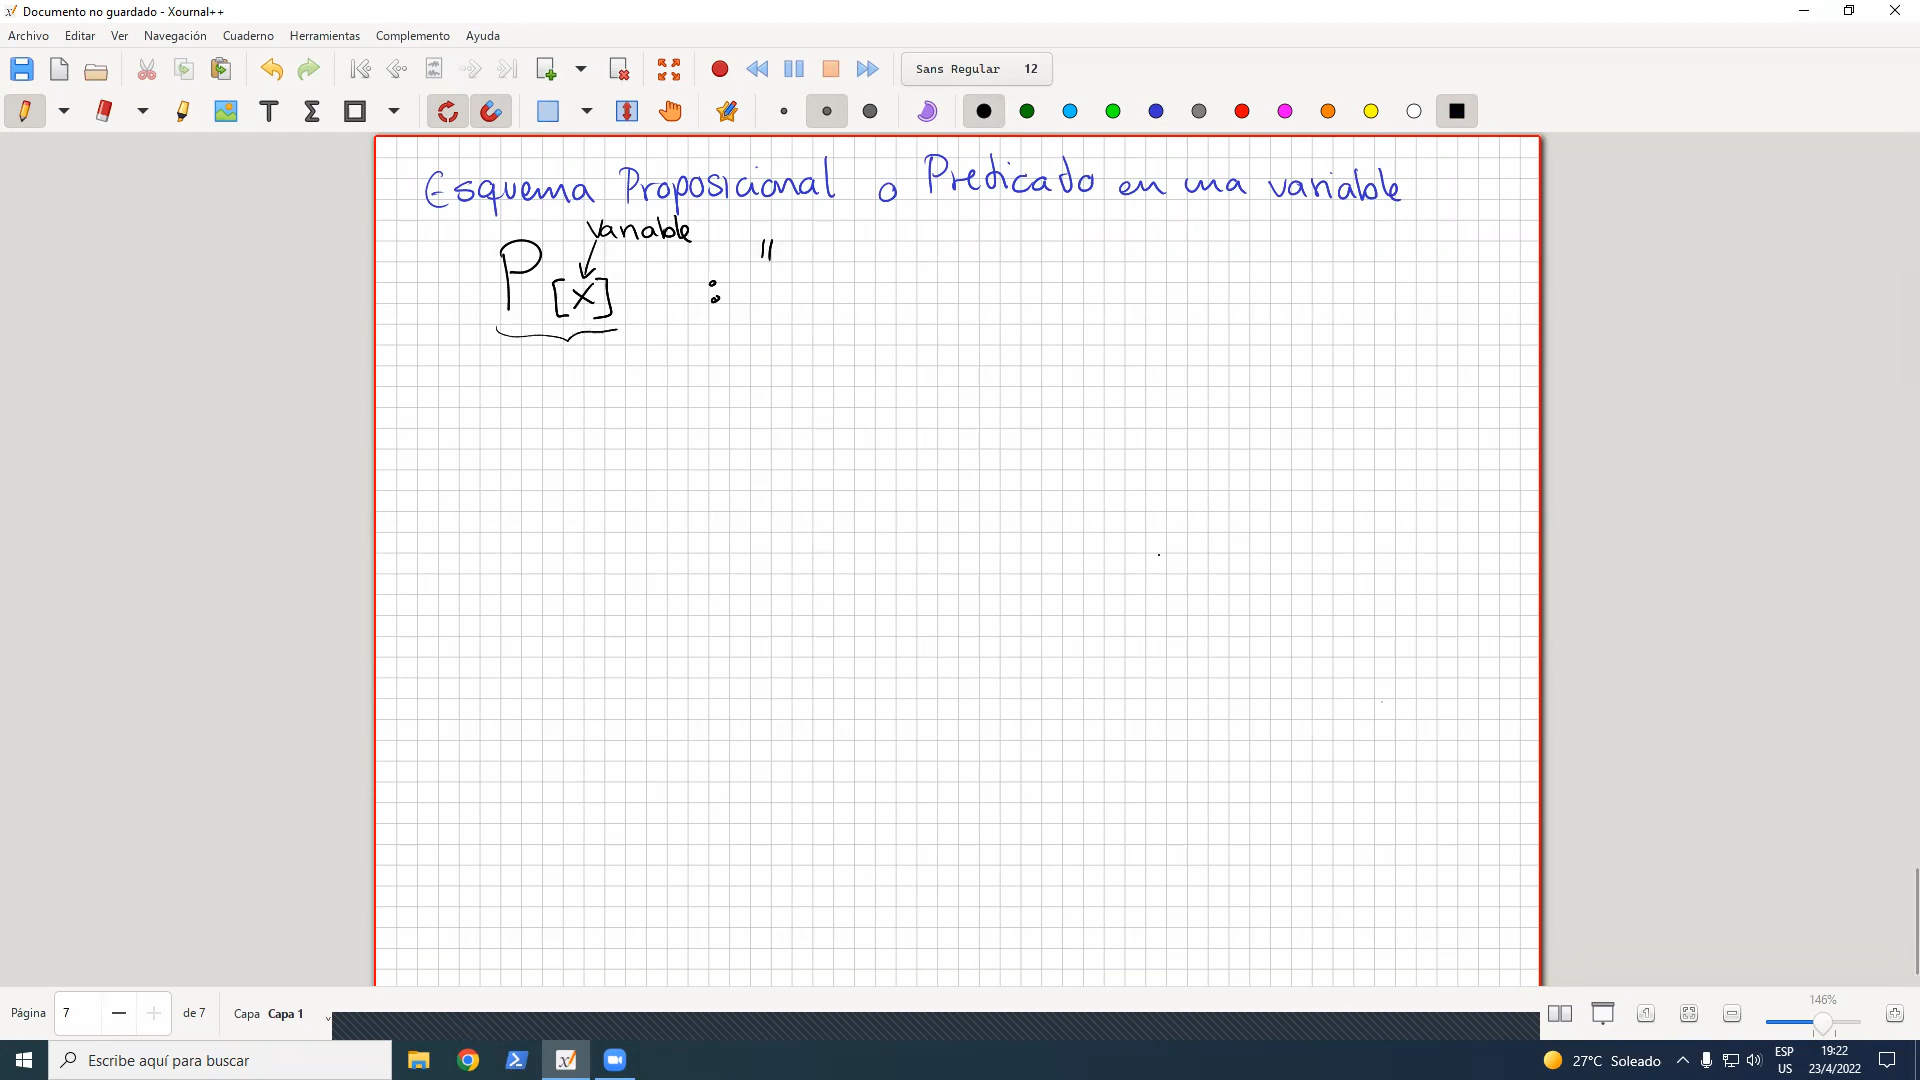 Documento no guardado - Xournal++
Archivo Editar Ver Navegación Cuaderno Herramientas Complemento Ayuda
Sans Regular 12
Esquema Proposicional o Predicado en una variable
variable
P [x] : "
Página 7 de 7 Capa Capa 1
146%
Escribe aquí para buscar
27°C Soleado
ESP
US
19:22
23/4/2022